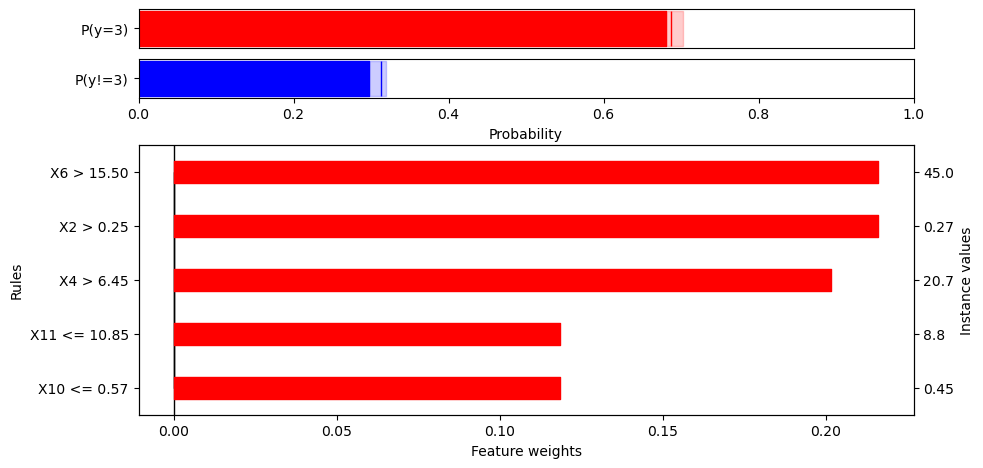 P(y=3)
P(y!=3)
0.0 0.2 0.4 0.6 0.8 1.0
Probability
X6 > 15.50 45.0
X2 > 0.25 0.27
X4 > 6.45 20.7
X11 <= 10.85 8.8
X10 <= 0.57 0.45
Rules
Instance values
0.00 0.05 0.10 0.15 0.20
Feature weights